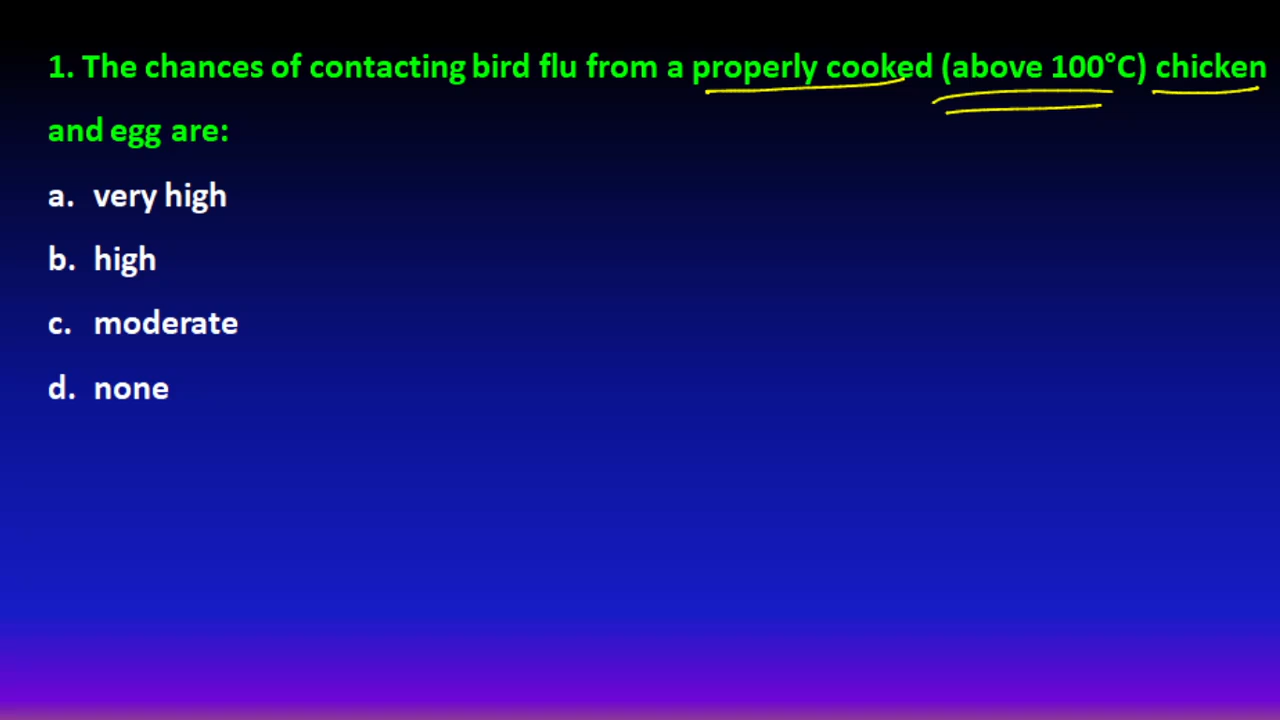 1. The chances of contacting bird flu from a properly cooked (above 100°C) chicken
and egg are:
a. very high
b. high
c. moderate
d. none